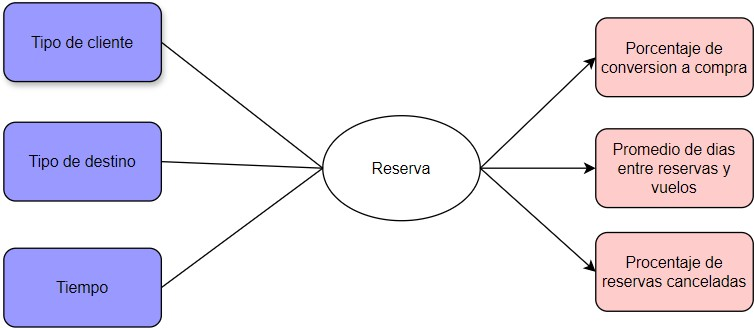 Tipo de cliente
Tipo de destino
Tiempo
Reserva
Porcentaje de
conversion a compra
Promedio de dias
entre reservas y
vuelos
Procentaje de
reservas canceladas